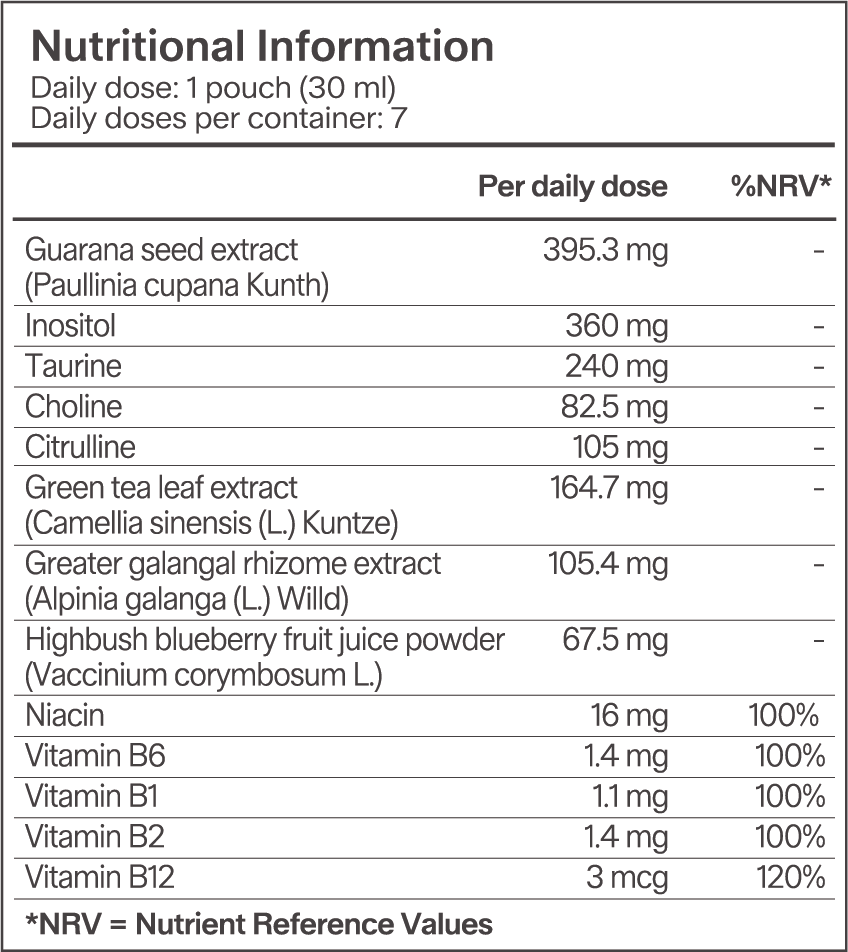 Nutritional Information
Daily dose: 1 pouch (30 ml)
Daily doses per container: 7
Per daily dose %NRV*
Guarana seed extract 395.3 mg -
(Paullinia cupana Kunth)
Inositol 360 mg -
Taurine 240 mg -
Choline 82.5 mg -
Citrulline 105 mg -
Green tea leaf extract 164.7 mg -
(Camellia sinensis (L.) Kuntze)
Greater galangal rhizome extract 105.4 mg -
(Alpinia galanga (L.) Willd)
Highbush blueberry fruit juice powder 67.5 mg -
(Vaccinium corymbosum L.)
Niacin 16 mg 100%
Vitamin B6 1.4 mg 100%
Vitamin B1 1.1 mg 100%
Vitamin B2 1.4 mg 100%
Vitamin B12 3 mcg 120%
*NRV = Nutrient Reference Values